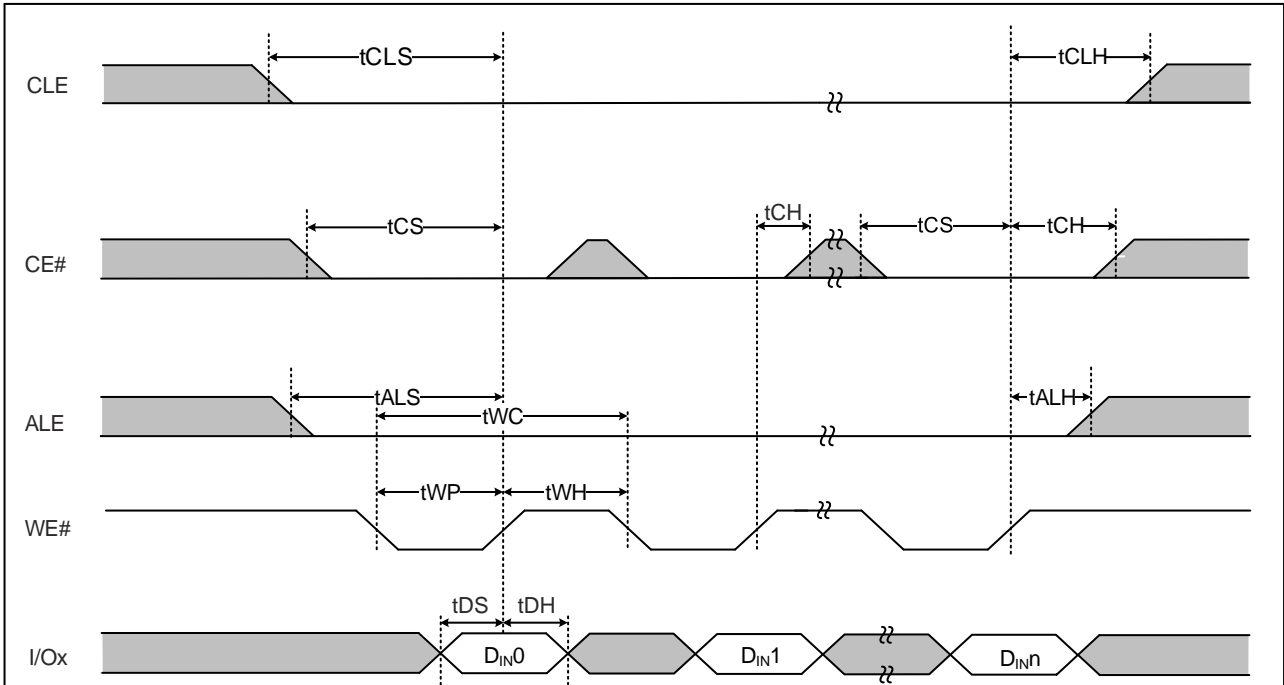 tCLS
tCLH
CLE
tCH
tCS
tCS
tCH
CE#
tALS
tALH
tWC
ALE
tWP
tWH
WE#
tDS
tDH
I/Ox
DIN0
DIN1
DINn